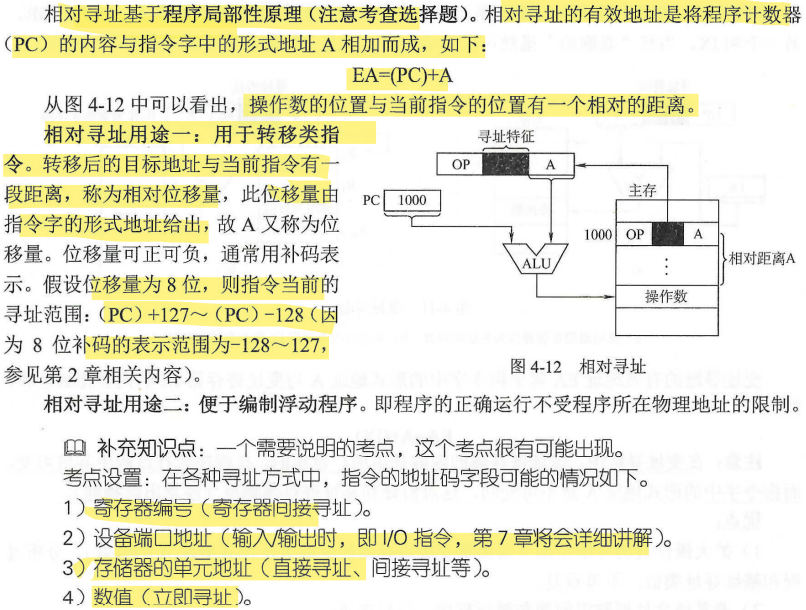 相对寻址基于程序局部性原理（注意考查选择题）。相对寻址的有效地址是将程序计数器
（PC）的内容与指令字中的形式地址 A 相加而成，如下：
EA=(PC)+A
从图 4-12 中可以看出，操作数的位置与当前指令的位置有一个相对的距离。
相对寻址用途一：用于转移类指
令。转移后的目标地址与当前指令有一
段距离，称为相对位移量，此位移量由
指令字的形式地址给出，故 A 又称为位
移量。位移量可正可负，通常用补码表
示。假设位移量为 8 位，则指令当前的
寻址范围：（PC）+127～（PC）-128（因
为 8 位补码的表示范围为-128～127，
参见第 2 章相关内容）。
寻址特征
OP A
主存
PC 1000
1000 OP A
相对距离A
ALU
⋮
操作数
图 4-12 相对寻址
相对寻址用途二：便于编制浮动程序。即程序的正确运行不受程序所在物理地址的限制。
补充知识点：一个需要说明的考点，这个考点很有可能出现。
考点设置：在各种寻址方式中，指令的地址码字段可能的情况如下。
1）寄存器编号（寄存器间接寻址）。
2）设备端口地址（输入/输出时，即 I/O 指令，第 7 章将会详细讲解）。
3）存储器的单元地址（直接寻址、间接寻址等）。
4）数值（立即寻址）。